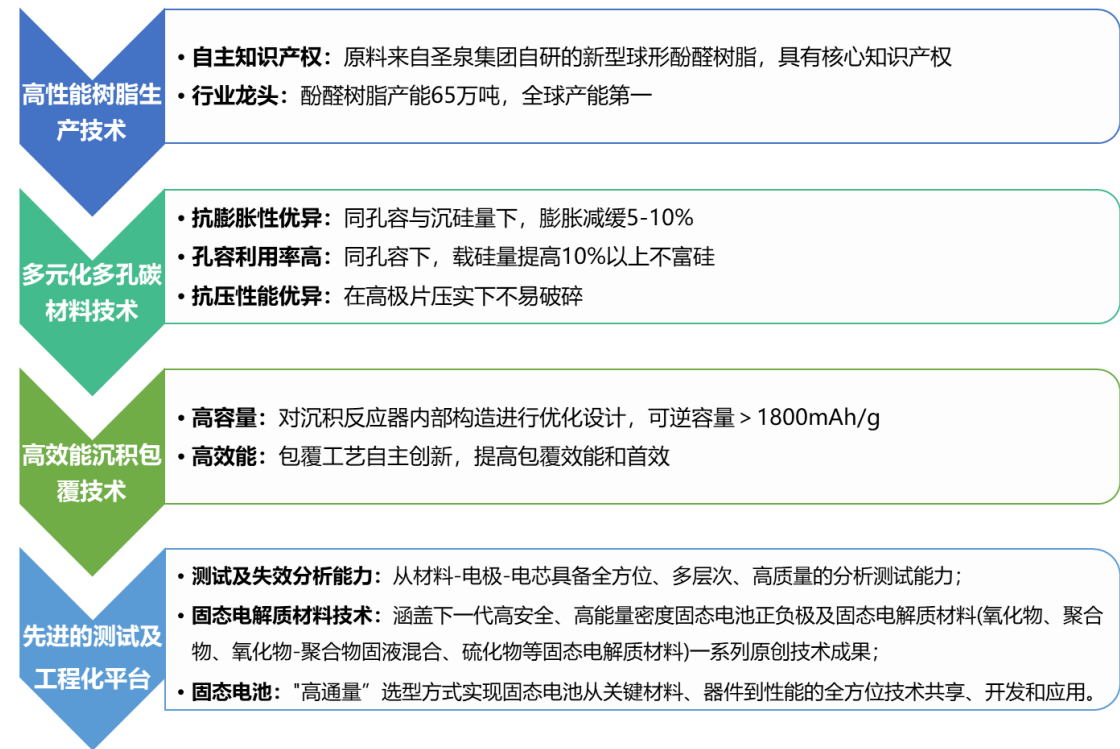 高性能树脂生
产技术
• 自主知识产权：原料来自圣泉集团自研的新型球形酚醛树脂，具有核心知识产权
• 行业龙头：酚醛树脂产能65万吨，全球产能第一
多元化多孔碳
材料技术
• 抗膨胀性优异：同孔容与沉硅量下，膨胀减缓5-10%
• 孔容利用率高：同孔容下，载硅量提高10%以上不富硅
• 抗压性能优异：在高极片压实下不易破碎
高效能沉积包
覆技术
• 高容量：对沉积反应器内部构造进行优化设计，可逆容量＞1800mAh/g
• 高效能：包覆工艺自主创新，提高包覆效能和首效
先进的测试及
工程化平台
• 测试及失效分析能力：从材料-电极-电芯具备全方位、多层次、高质量的分析测试能力；
• 固态电解质材料技术：涵盖下一代高安全、高能量密度固态电池正负极及固态电解质材料(氧化物、聚合
物、氧化物-聚合物固液混合、硫化物等固态电解质材料)一系列原创技术成果；
• 固态电池："高通量”选型方式实现固态电池从关键材料、器件到性能的全方位技术共享、开发和应用。